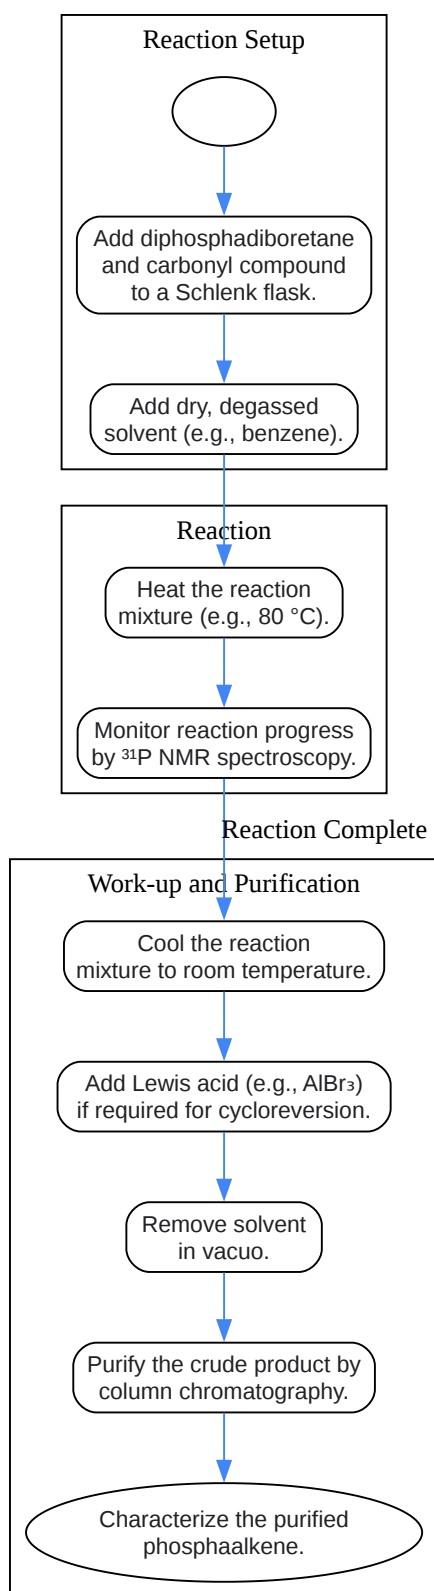 Reaction Setup
Add diphosphadiboretane
and carbonyl compound
to a Schlenk flask.
Add dry, degassed
solvent (e.g., benzene).
Reaction
Heat the reaction
mixture (e.g., 80 °C).
Monitor reaction progress
by ³¹P NMR spectroscopy.
Reaction Complete
Work-up and Purification
Cool the reaction
mixture to room temperature.
Add Lewis acid (e.g., AlBr₃)
if required for cycloreversion.
Remove solvent
in vacuo.
Purify the crude product by
column chromatography.
Characterize the purified
phosphaalkene.